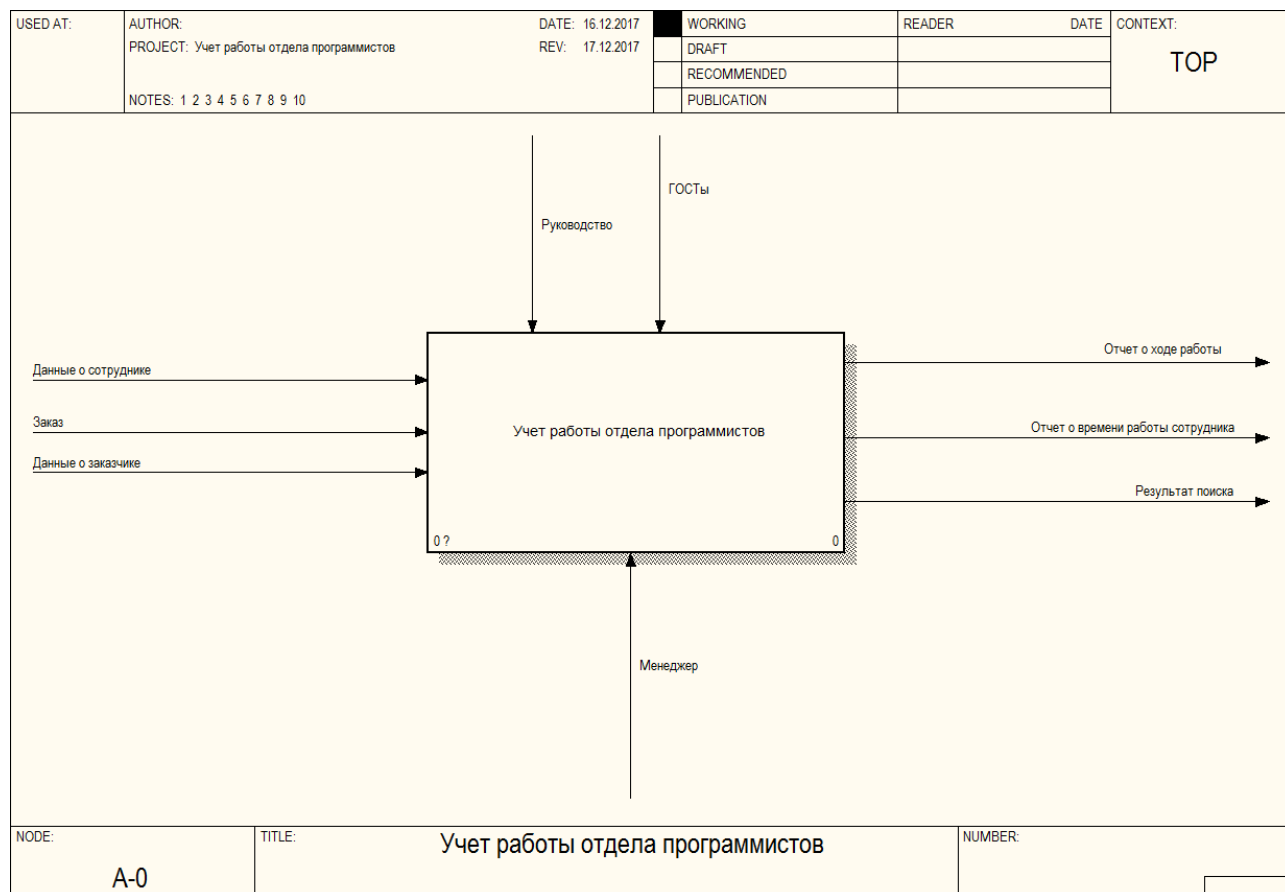 USED AT:
AUTHOR:
DATE: 16.12.2017
PROJECT: Учет работы отдела программистов
REV: 17.12.2017
NOTES: 1 2 3 4 5 6 7 8 9 10
WORKING
DRAFT
RECOMMENDED
PUBLICATION
READER
DATE
CONTEXT:
TOP
ГОСТы
Руководство
Данные о сотруднике
Заказ
Данные о заказчике
Учет работы отдела программистов
0 ?
0
Отчет о ходе работы
Отчет о времени работы сотрудника
Результат поиска
Менеджер
NODE:
A-0
TITLE:
Учет работы отдела программистов
NUMBER: